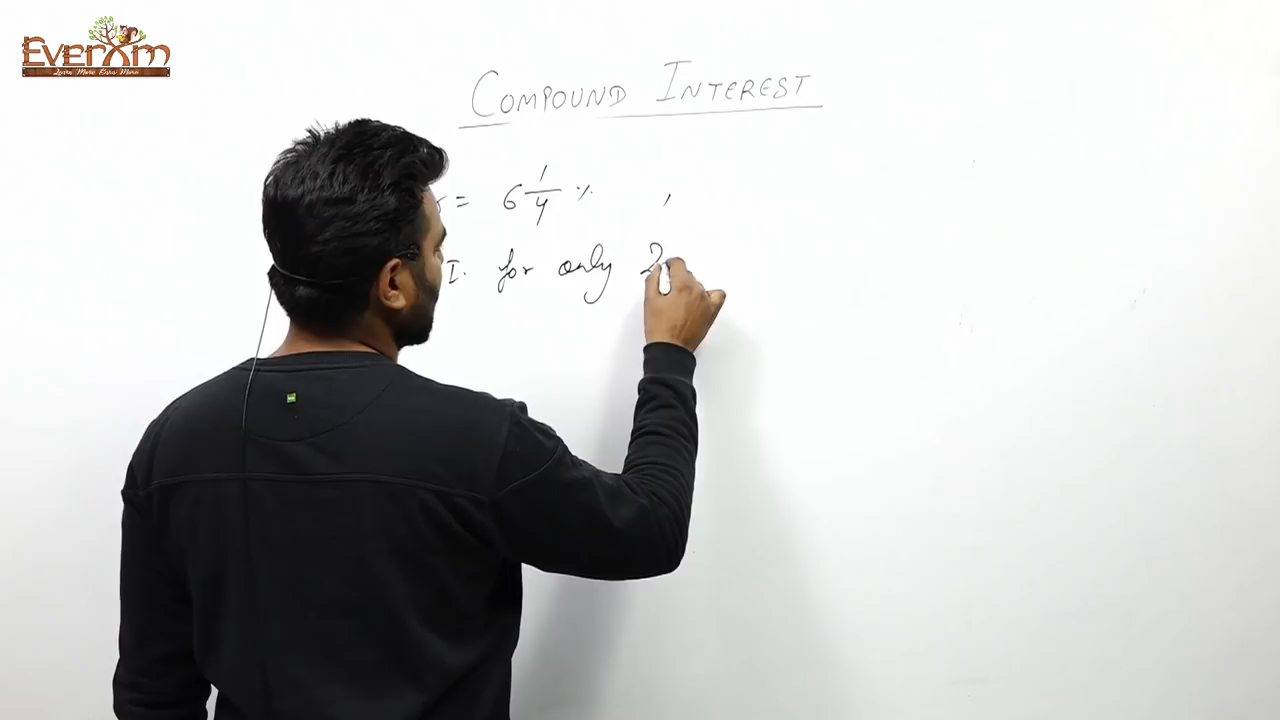 Everxm
Learn More Earn More
COMPOUND INTEREST
r = 6 1/4 % ,
I. for only 2